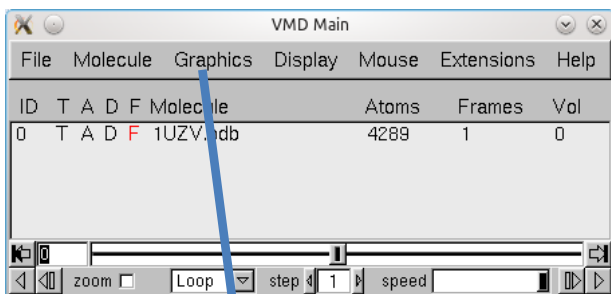 VMD Main
File Molecule Graphics Display Mouse Extensions Help
ID T A D F Molecule Atoms Frames Vol
0 T A D F 1UZV.pdb 4289 1 0
0
zoom Loop step 1 speed